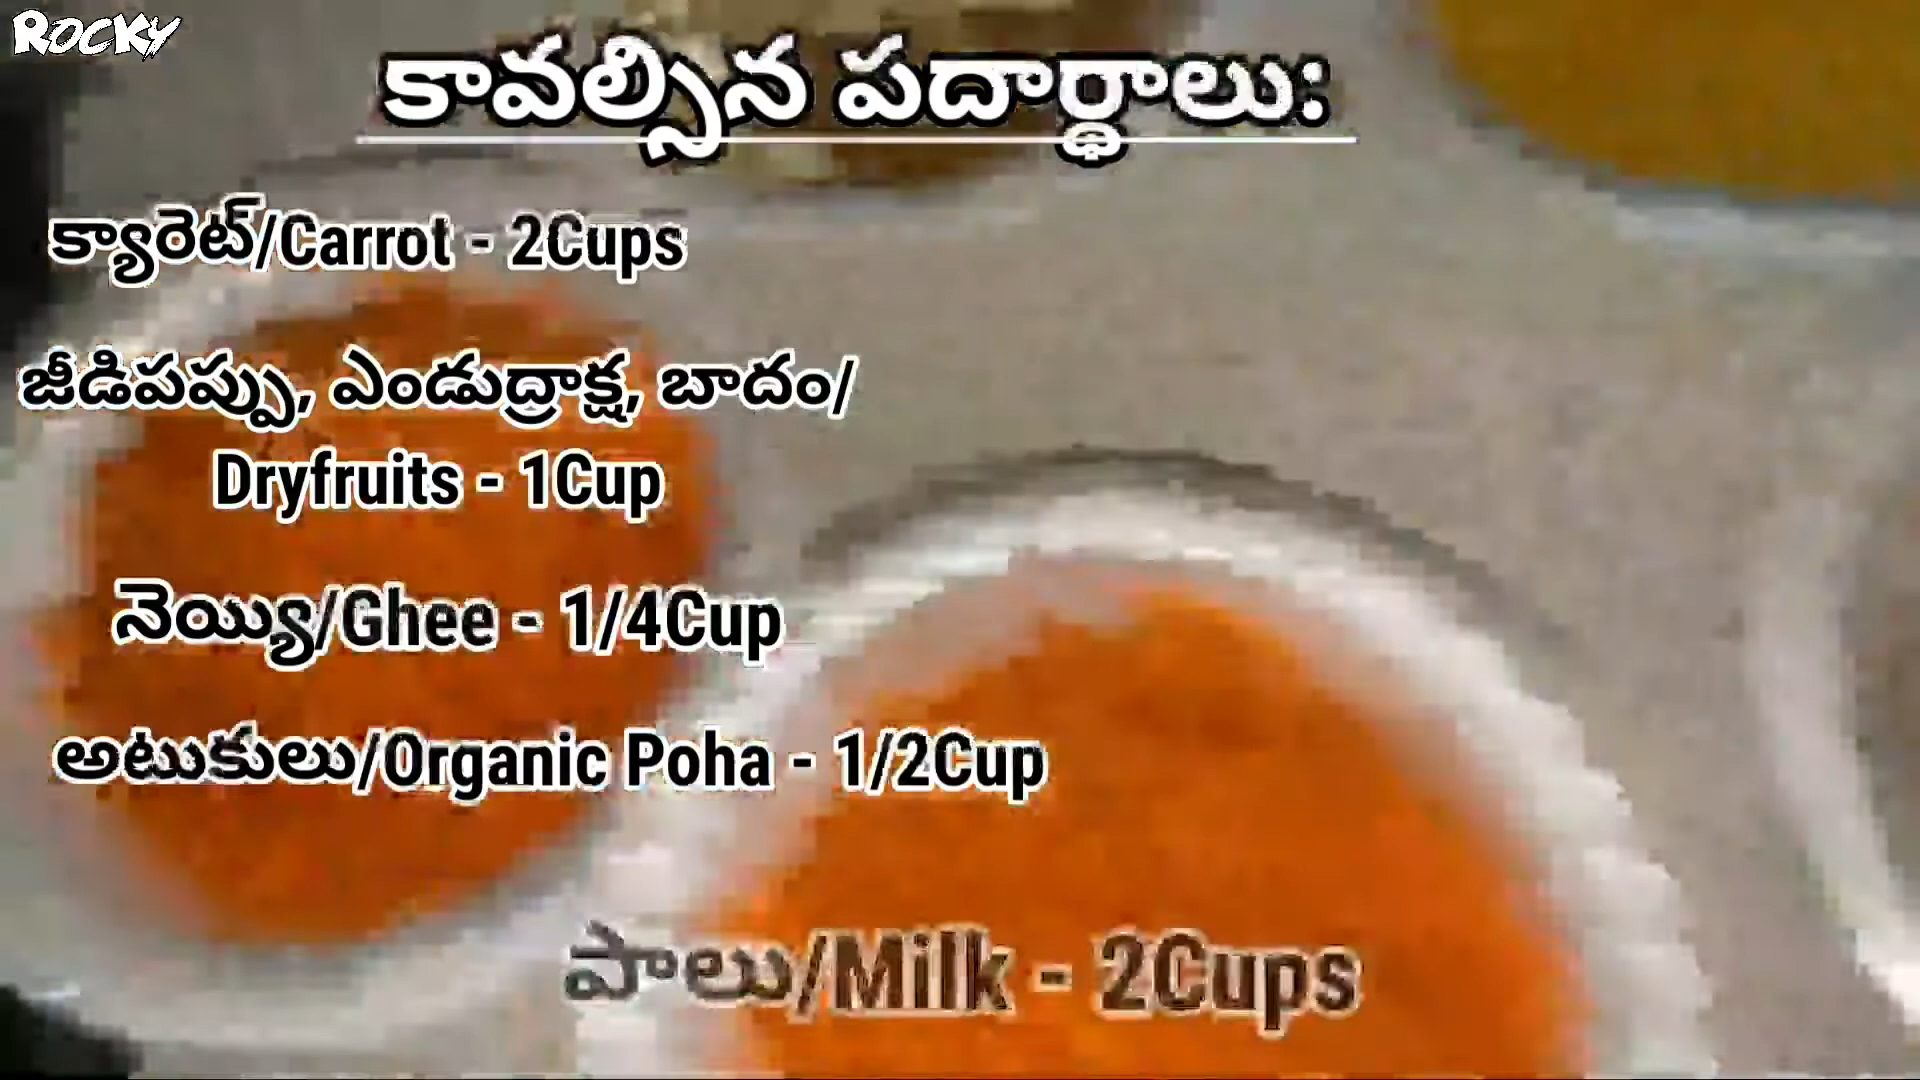 ROCKY
కావల్సిన పదార్థాలు:
క్యారెట్/Carrot - 2Cups
జీడిపప్పు, ఎండుద్రాక్ష, బాదం/
Dryfruits - 1Cup
నెయ్యి/Ghee - 1/4Cup
అటుకులు/Organic Poha - 1/2Cup
పాలు/Milk - 2Cups